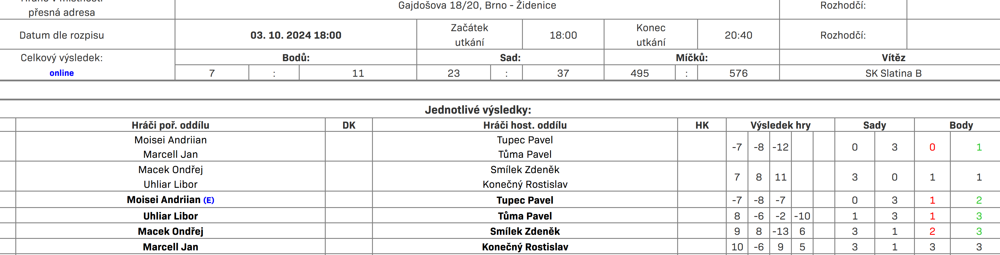 Hráno v místnosti
přesná adresa
Gajdošova 18/20, Brno - Židenice
Rozhodčí:
Datum dle rozpisu
03. 10. 2024 18:00
Začátek
utkání
18:00
Konec
utkání
20:40
Rozhodčí:
Celkový výsledek:
online
Bodů: Sad: Míčků: Vítěz
7 : 11 23 : 37 495 : 576 SK Slatina B
Jednotlivé výsledky:
Hráči poř. oddílu DK Hráči host. oddílu HK Výsledek hry Sady Body
Moisei Andriian
Marcell Jan
Tupec Pavel
Tůma Pavel
-7 -8 -12 0 3 0 1
Macek Ondřej
Uhliar Libor
Smílek Zdeněk
Konečný Rostislav
7 8 11 3 0 1 1
Moisei Andriian (E) Tupec Pavel -7 -8 -7 0 3 1 2
Uhliar Libor Tůma Pavel 8 -6 -2 -10 1 3 1 3
Macek Ondřej Smílek Zdeněk 9 8 -13 6 3 1 2 3
Marcell Jan Konečný Rostislav 10 -6 9 5 3 1 3 3